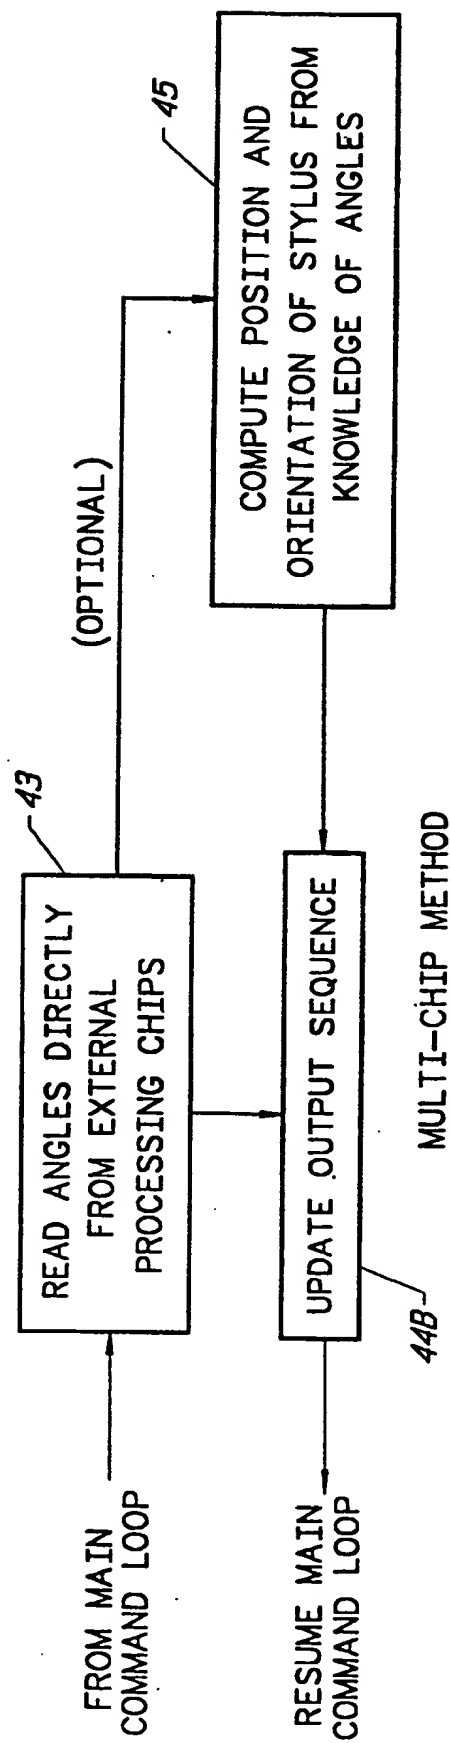 FROM MAIN
COMMAND LOOP
READ ANGLES DIRECTLY
FROM EXTERNAL
PROCESSING CHIPS
43
(OPTIONAL)
45
COMPUTE POSITION AND
ORIENTATION OF STYLUS FROM
KNOWLEDGE OF ANGLES
UPDATE OUTPUT SEQUENCE
44B
RESUME MAIN
COMMAND LOOP
MULTI-CHIP METHOD